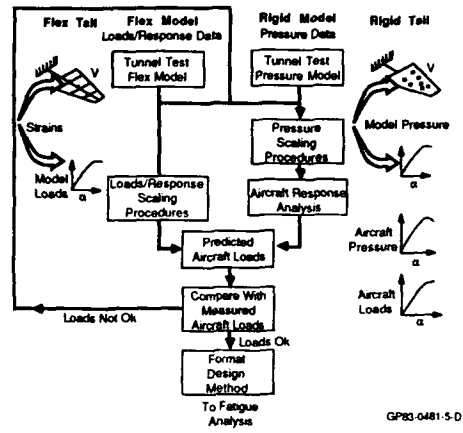 Flex Tail
Flex Model
Loads/Response Data
Rigid Model
Pressure Data
Rigid Tail
V
Tunnel Test
Flex Model
Tunnel Test
Pressure Model
V
Strains
Model
Loads
α
Pressure
Scaling
Procedures
Model Pressure
α
Loads/Response
Scaling
Procedures
Aircraft Response
Analysis
Predicted
Aircraft Loads
Aircraft
Pressure
α
Compare With
Measured
Aircraft Loads
Aircraft
Loads
α
Loads Not Ok
Loads Ok
Format
Design
Method
To Fatigue
Analysis
GP83-0481-5-D